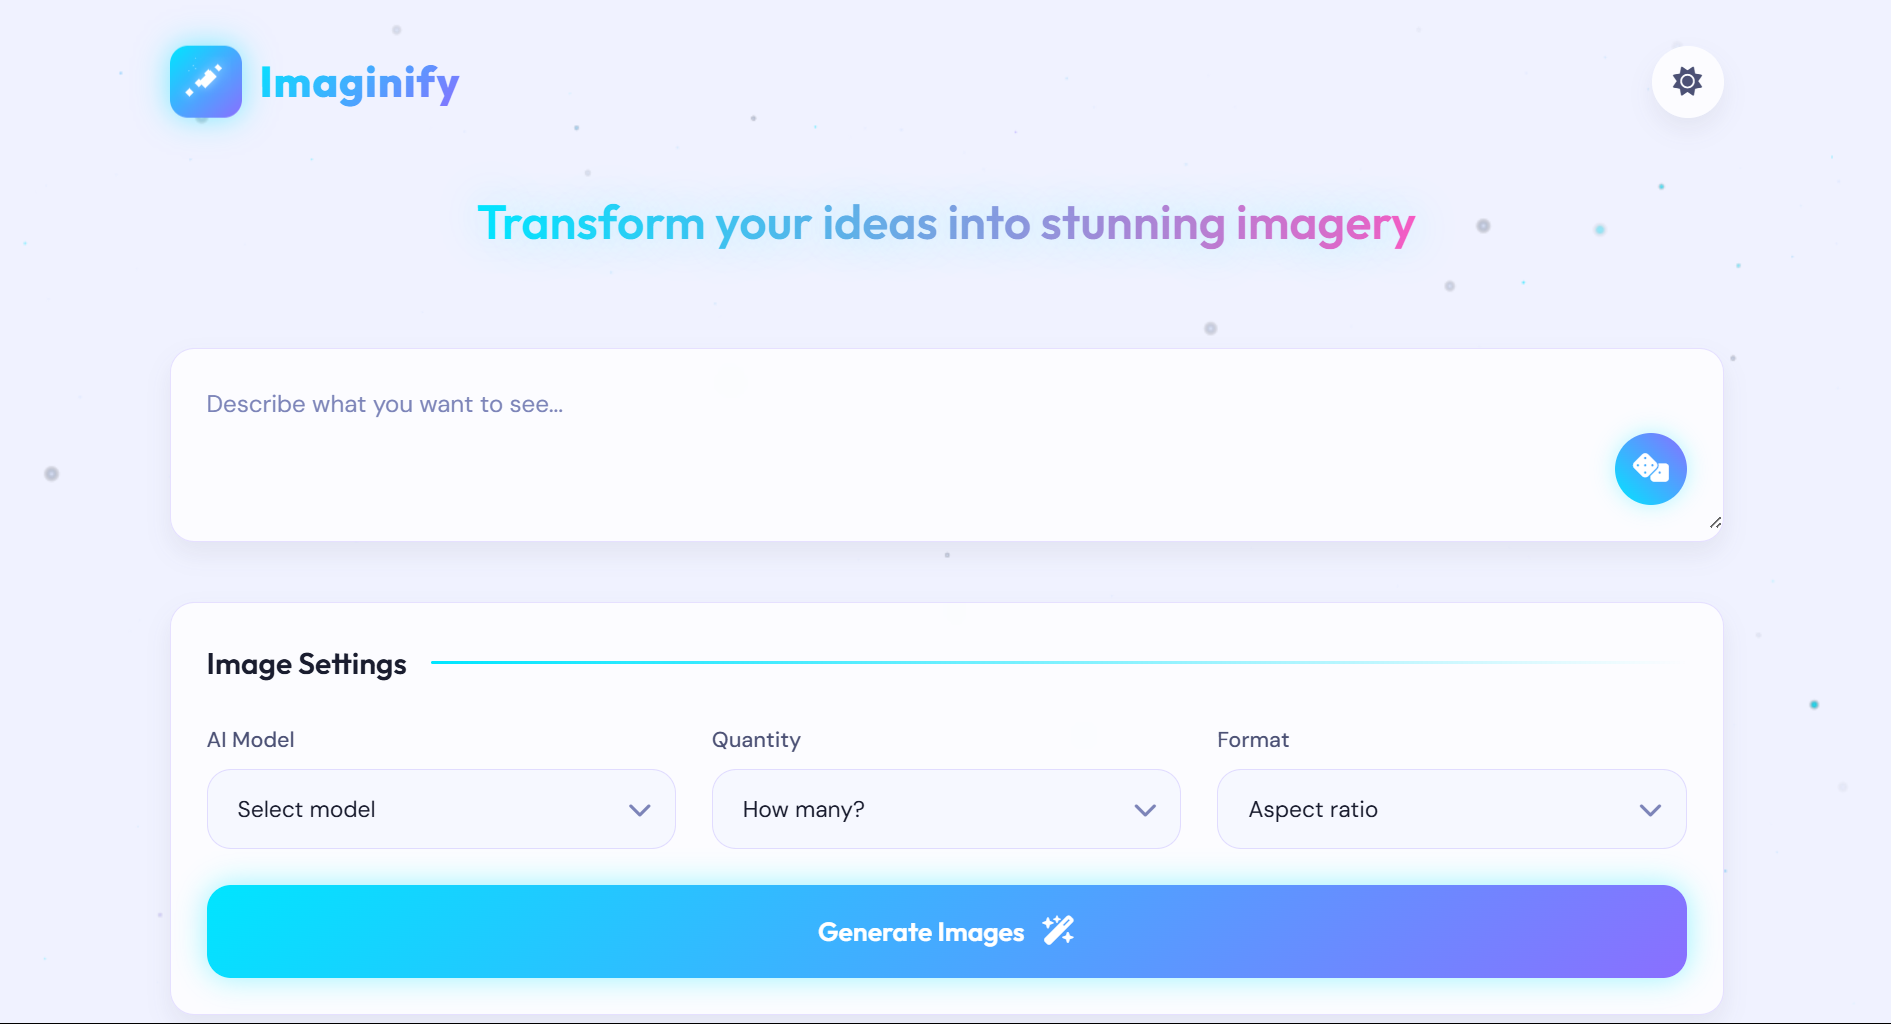 Imaginify
Transform your ideas into stunning imagery
Describe what you want to see...
Image Settings
AI Model
Quantity
Format
Select model
How many?
Aspect ratio
Generate Images